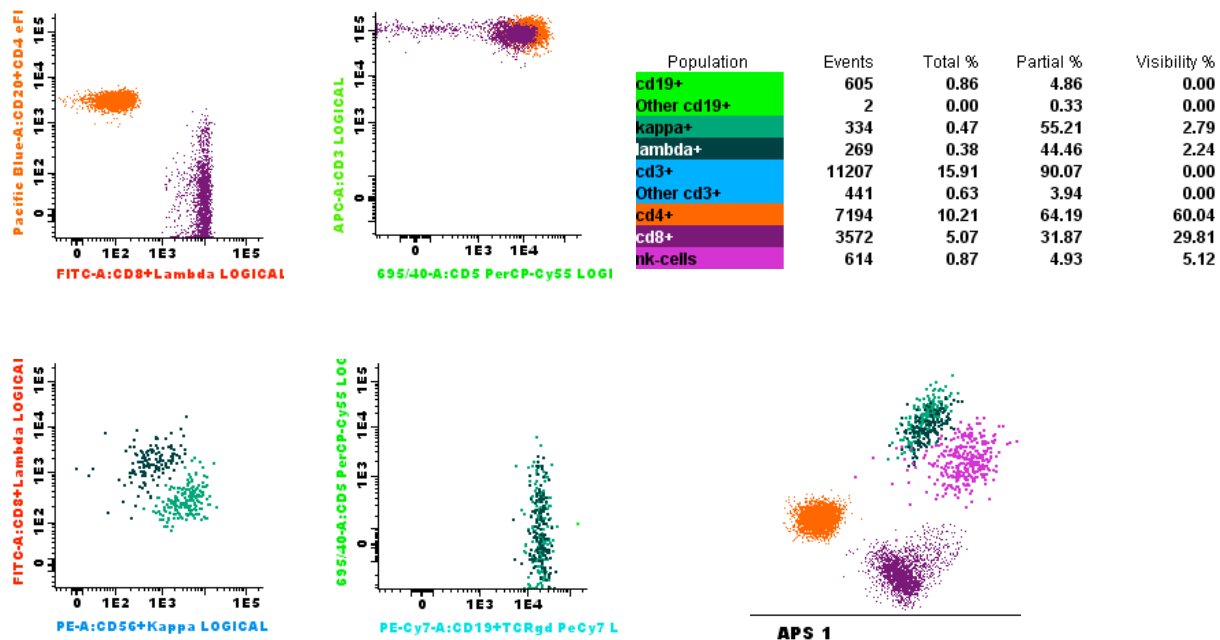 Pacific Blue-A:CD20+CD4 eFl
1E5
1E4
1E3
1E2
0
0 1E2 1E3 1E4 1E5
FITC-A:CD8+Lambda LOGICAL
APC-A:CD3 LOGICAL
1E5
1E4
1E3
0
0 1E3 1E4
695/40-A:CD5 PerCP-Cy55 LOGI
Population Events Total % Partial % Visibility %
cd19+ 605 0.86 4.86 0.00
Other cd19+ 2 0.00 0.33 0.00
kappa+ 334 0.47 55.21 2.79
lambda+ 269 0.38 44.46 2.24
cd3+ 11207 15.91 90.07 0.00
Other cd3+ 441 0.63 3.94 0.00
cd4+ 7194 10.21 64.19 60.04
cd8+ 3572 5.07 31.87 29.81
nk-cells 614 0.87 4.93 5.12
FITC-A:CD8+Lambda LOGICAL
1E5
1E4
1E3
1E2
0
0 1E2 1E3 1E5
PE-A:CD56+Kappa LOGICAL
695/40-A:CD5 PerCP-Cy55 LOG
1E5
1E4
1E3
0
0 1E3 1E4
PE-Cy7-A:CD19+TCRgd PeCy7 L
APS 1